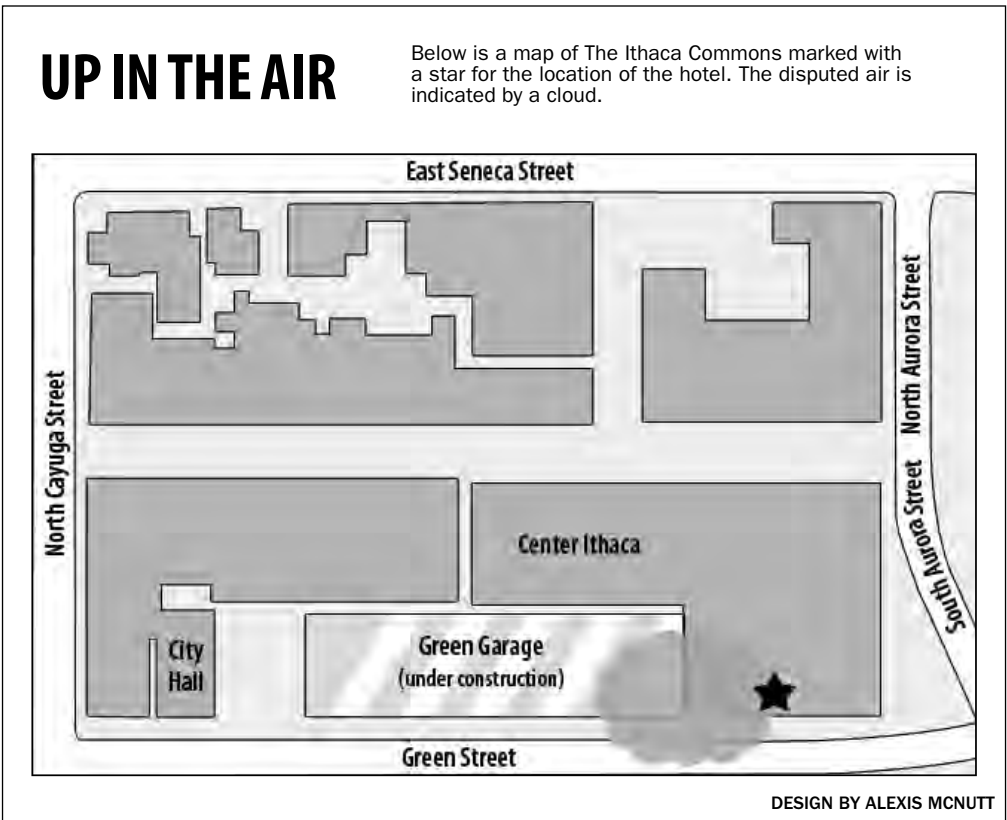 UP IN THE AIR
Below is a map of The Ithaca Commons marked with
a star for the location of the hotel. The disputed air is
indicated by a cloud.
East Seneca Street
North Cayuga Street
North Aurora Street
South Aurora Street
Center Ithaca
City
Hall
Green Garage
(under construction)
Green Street
DESIGN BY ALEXIS MCNUTT